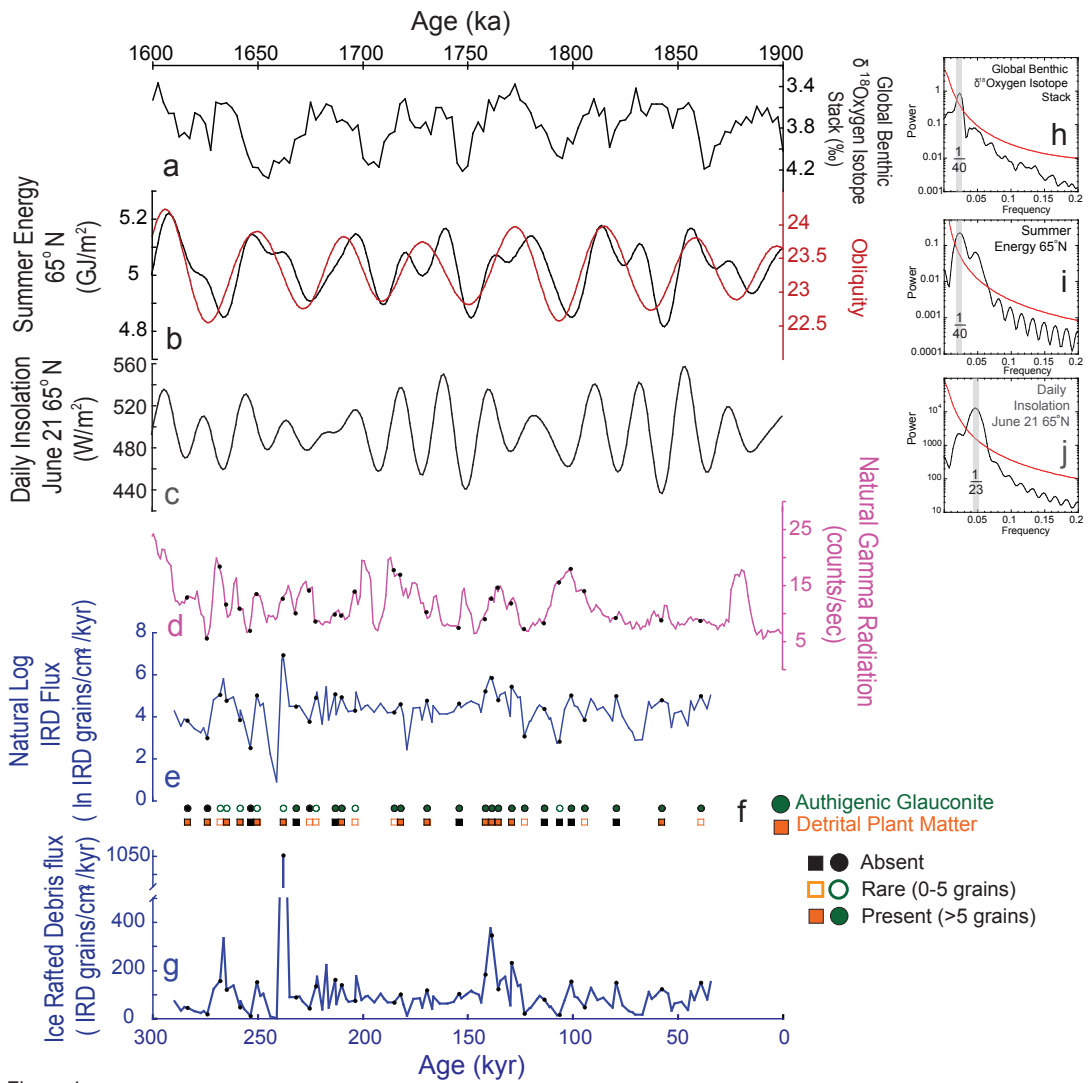 Age (ka)
1600
1650
1700
1750
1800
1850
1900
3.4
3.8
4.2
Global Benthic
δ 18Oxygen Isotope
Stack (‰)
a
Summer Energy
65° N
(GJ/m²)
5.2
5
4.8
24
23.5
23
22.5
Obliquity
b
Daily Insolation
June 21 65° N
(W/m²)
560
520
480
440
c
25
15
5
Natural Gamma Radiation
(counts/sec)
d
Natural Log
IRD Flux
( ln IRD grains/cm² /kyr)
8
6
4
2
0
e
f
Authigenic Glauconite
Detrital Plant Matter
Absent
Rare (0-5 grains)
Present (>5 grains)
Ice Rafted Debris flux
( IRD grains/cm² /kyr)
1050
400
200
0
g
300
250
200
150
100
50
0
Age (kyr)
Global Benthic
δ¹⁸Oxygen Isotope
Stack
h
Power
1
0.1
0.01
0.001
1
40
0.05
0.1
0.15
0.2
Frequency
Summer
Energy 65°N
i
Power
0.1
0.01
0.001
0.0001
1
40
0.05
0.1
0.15
0.2
Frequency
Daily
Insolation
June 21 65°N
j
Power
10⁴
1000
100
10
1
23
0.05
0.1
0.15
0.2
Frequency